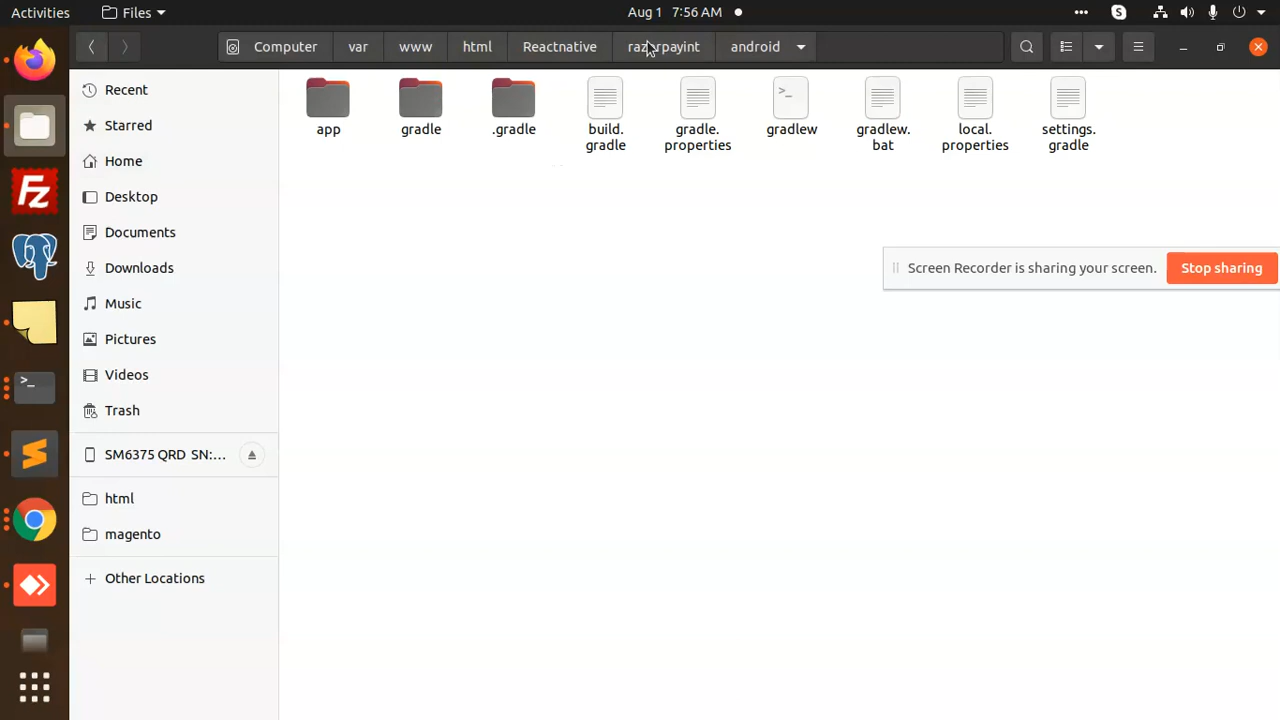 Activities Files Aug 1 7:56 AM
Computer var www html Reactnative razorpayint android
Recent
Starred
Home
Desktop
Documents
Downloads
Music
Pictures
Videos
Trash
SM6375 QRD SN:...
html
magento
+ Other Locations
app
gradle
.gradle
build.
gradle
gradle.
properties
gradlew
gradlew.
bat
local.
properties
settings.
gradle
Screen Recorder is sharing your screen. Stop sharing